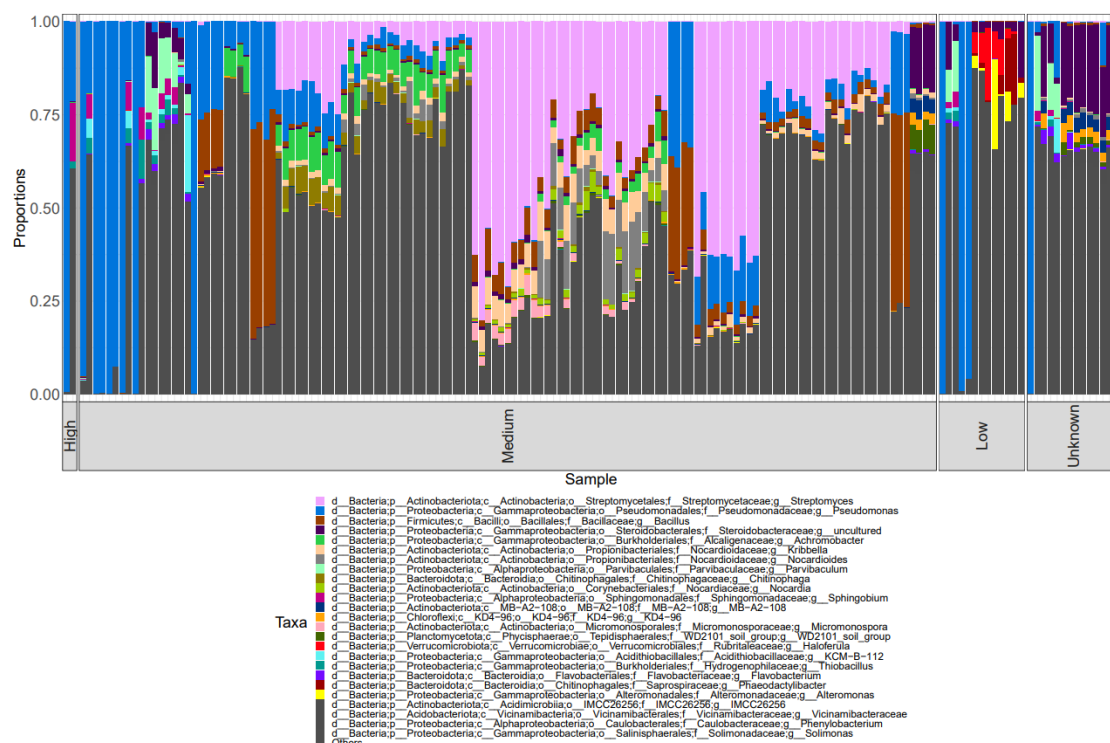 1.00
0.75
0.50
0.25
0.00
Proportions
High
Medium
Low
Unknown
Sample
Taxa
d__Bacteria;p__Actinobacteriota;c__Actinobacteria;o__Streptomycetales;f__Streptomycetaceae;g__Streptomyces
d__Bacteria;p__Proteobacteria;c__Gammaproteobacteria;o__Pseudomonadales;f__Pseudomonadaceae;g__Pseudomonas
d__Bacteria;p__Firmicutes;c__Bacilli;o__Bacillales;f__Bacillaceae;g__Bacillus
d__Bacteria;p__Proteobacteria;c__Gammaproteobacteria;o__Steroidobacterales;f__Steroidobacteraceae;g__uncultured
d__Bacteria;p__Proteobacteria;c__Gammaproteobacteria;o__Burkholderiales;f__Alcaligenaceae;g__Achromobacter
d__Bacteria;p__Actinobacteriota;c__Actinobacteria;o__Propionibacteriales;f__Nocardioidaceae;g__Kribbella
d__Bacteria;p__Actinobacteriota;c__Actinobacteria;o__Propionibacteriales;f__Nocardioidaceae;g__Nocardioides
d__Bacteria;p__Proteobacteria;c__Alphaproteobacteria;o__Parvibaculales;f__Parvibaculaceae;g__Parvibaculum
d__Bacteria;p__Bacteroidota;c__Bacteroidia;o__Chitinophagales;f__Chitinophagaceae;g__Chitinophaga
d__Bacteria;p__Actinobacteriota;c__Actinobacteria;o__Corynebacteriales;f__Nocardiaceae;g__Nocardia
d__Bacteria;p__Proteobacteria;c__Alphaproteobacteria;o__Sphingomonadales;f__Sphingomonadaceae;g__Sphingobium
d__Bacteria;p__Actinobacteriota;c__MB−A2−108;o__MB−A2−108;f__MB−A2−108;g__MB−A2−108
d__Bacteria;p__Chloroflexi;c__KD4−96;o__KD4−96;f__KD4−96;g__KD4−96
d__Bacteria;p__Actinobacteriota;c__Actinobacteria;o__Micromonosporales;f__Micromonosporaceae;g__Micromonospora
d__Bacteria;p__Planctomycetota;c__Phycisphaerae;o__Tepidisphaerales;f__WD2101_soil_group;g__WD2101_soil_group
d__Bacteria;p__Verrucomicrobiota;c__Verrucomicrobiae;o__Verrucomicrobiales;f__Rubritaleaceae;g__Haloferula
d__Bacteria;p__Proteobacteria;c__Gammaproteobacteria;o__Acidithiobacillales;f__Acidithiobacillaceae;g__KCM−B−112
d__Bacteria;p__Proteobacteria;c__Gammaproteobacteria;o__Burkholderiales;f__Hydrogenophilaceae;g__Thiobacillus
d__Bacteria;p__Bacteroidota;c__Bacteroidia;o__Flavobacteriales;f__Flavobacteriaceae;g__Flavobacterium
d__Bacteria;p__Bacteroidota;c__Bacteroidia;o__Chitinophagales;f__Saprospiraceae;g__Phaeodactylibacter
d__Bacteria;p__Proteobacteria;c__Gammaproteobacteria;o__Alteromonadales;f__Alteromonadaceae;g__Alteromonas
d__Bacteria;p__Actinobacteriota;c__Acidimicrobiia;o__IMCC26256;f__IMCC26256;g__IMCC26256
d__Bacteria;p__Acidobacteriota;c__Vicinamibacteria;o__Vicinamibacterales;f__Vicinamibacteraceae;g__Vicinamibacteraceae
d__Bacteria;p__Proteobacteria;c__Alphaproteobacteria;o__Caulobacterales;f__Caulobacteraceae;g__Phenylobacterium
d__Bacteria;p__Proteobacteria;c__Gammaproteobacteria;o__Salinisphaerales;f__Solimonadaceae;g__Solimonas
Others